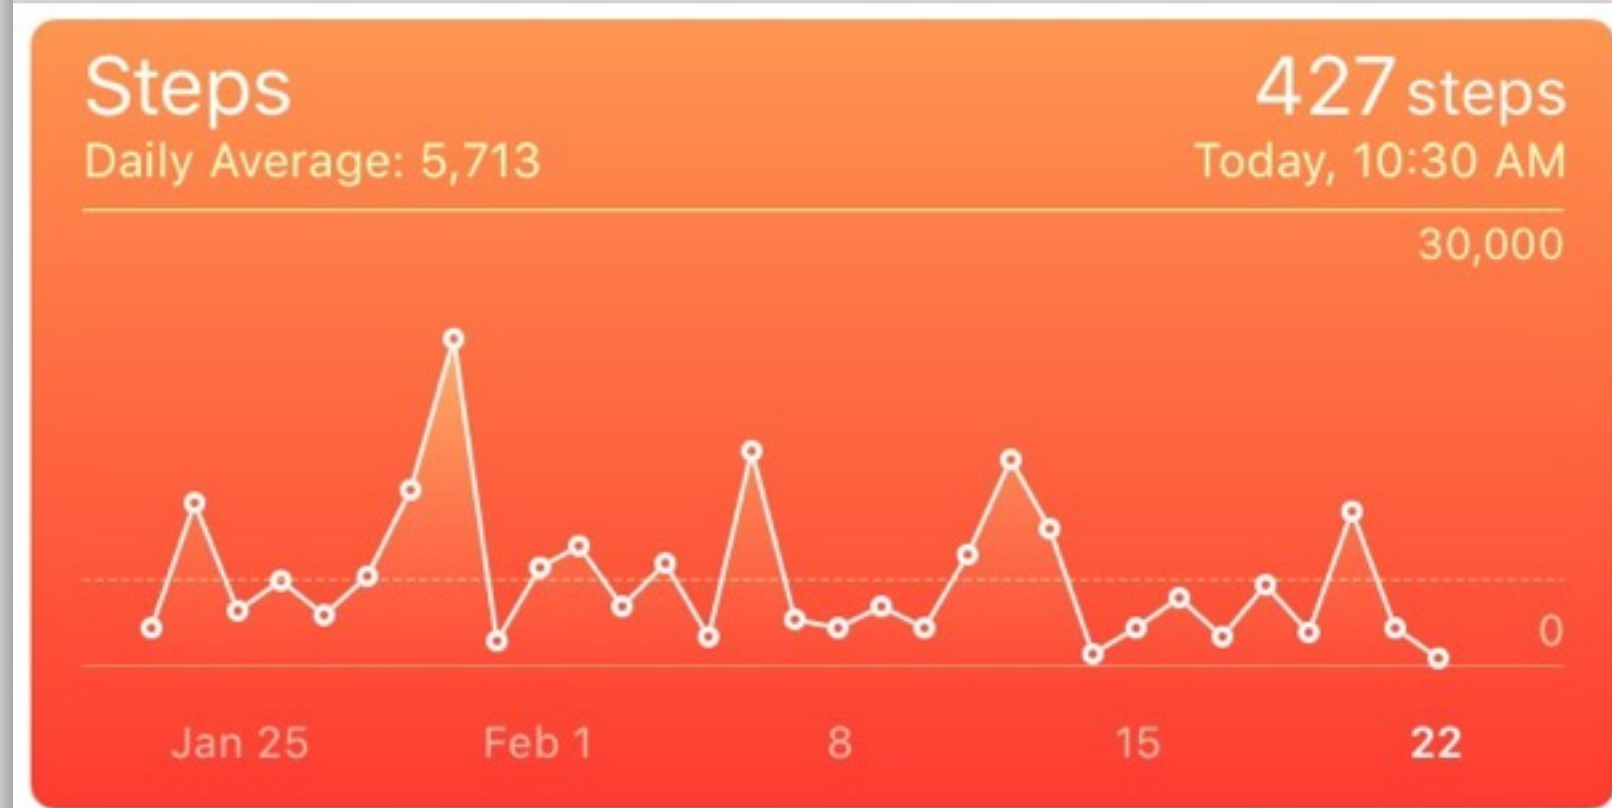 Steps
427 steps
Daily Average: 5,713
Today, 10:30 AM
30,000
0
Jan 25 Feb 1 8 15 22